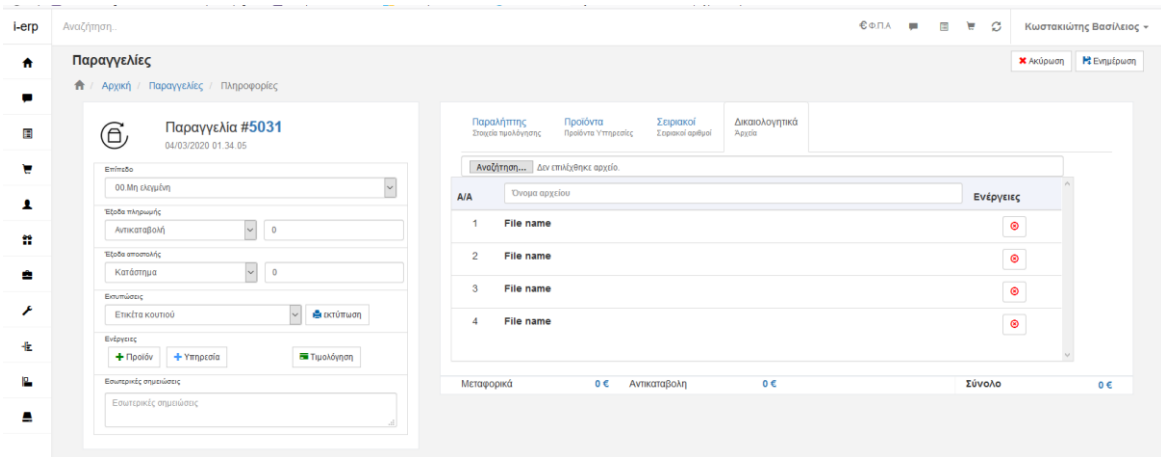 i-erp
Αναζήτηση..
€ Φ.Π.Α
Κωστακιώτης Βασίλειος
Παραγγελίες
Ακύρωση
Ενημέρωση
/ Αρχική / Παραγγελίες / Πληροφορίες
Παραγγελία #5031
04/03/2020 01.34.05
Επίπεδο
00.Μη ελεγμένη
Έξοδα πληρωμής
Αντικαταβολή
0
Έξοδα αποστολής
Κατάστημα
0
Εκτυπώσεις
Ετικέτα κουτιού
εκτύπωση
Ενέργειες
+ Προϊόν
+ Υπηρεσία
Τιμολόγηση
Εσωτερικές σημειώσεις
Εσωτερικές σημειώσεις
Παραλήπτης
Στοιχεία τιμολόγησης
Προϊόντα
Προϊόντα Υπηρεσίες
Σειριακοί
Σειριακοί αριθμοί
Δικαιολογητικά
Αρχεία
Αναζήτηση... Δεν επιλέχθηκε αρχείο.
Α/Α
Όνομα αρχείου
Ενέργειες
1 File name
2 File name
3 File name
4 File name
Μεταφορικά 0 € Αντικαταβολη 0 € Σύνολο 0 €